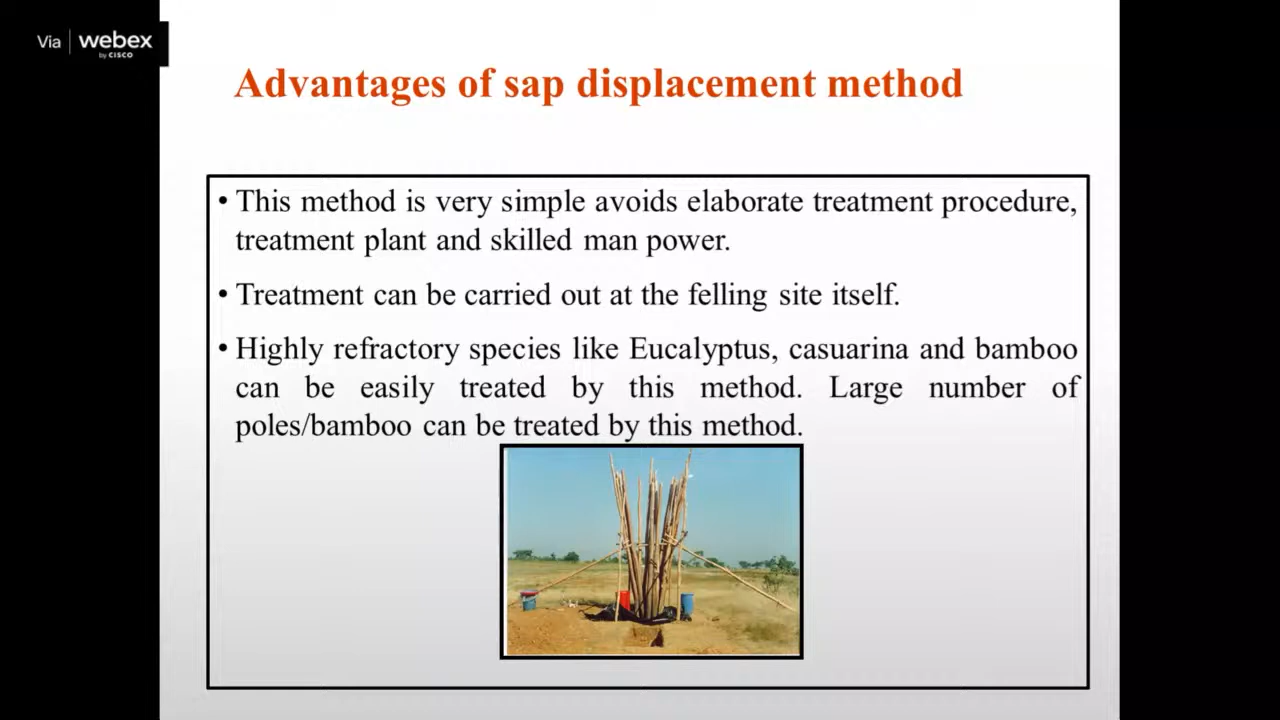 Via webex
by CISCO
Advantages of sap displacement method
• This method is very simple avoids elaborate treatment procedure,
treatment plant and skilled man power.
• Treatment can be carried out at the felling site itself.
• Highly refractory species like Eucalyptus, casuarina and bamboo
can be easily treated by this method. Large number of
poles/bamboo can be treated by this method.